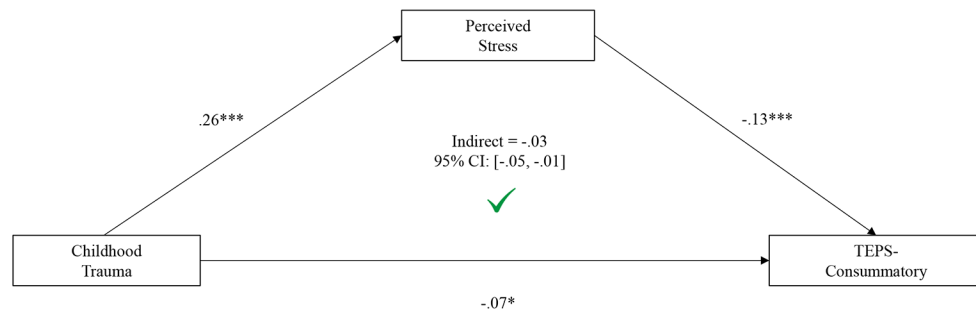 Perceived
Stress
.26***
-.13***
Indirect = -.03
95% CI: [-.05, -.01]
Childhood
Trauma
TEPS-
Consummatory
-.07*